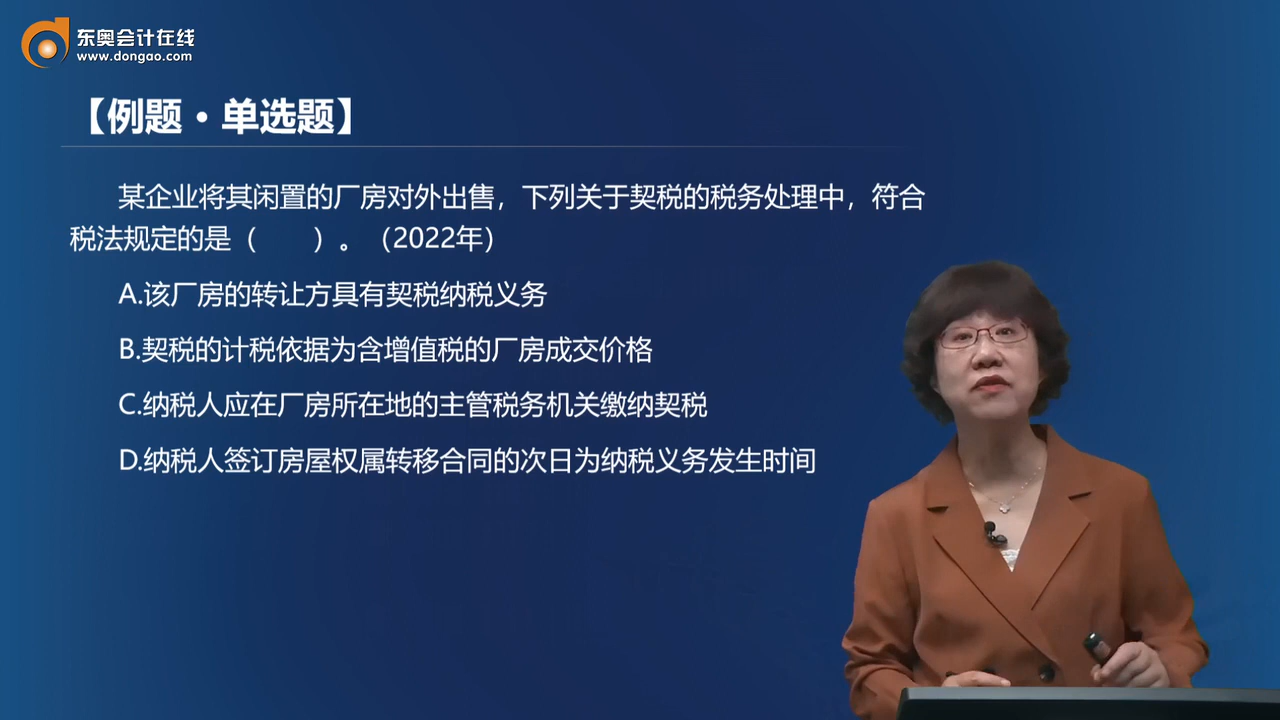 东奥会计在线
www.dongao.com
【例题·单选题】
某企业将其闲置的厂房对外出售，下列关于契税的税务处理中，符合
税法规定的是（　　）。（2022年）
A.该厂房的转让方具有契税纳税义务
B.契税的计税依据为含增值税的厂房成交价格
C.纳税人应在厂房所在地的主管税务机关缴纳契税
D.纳税人签订房屋权属转移合同的次日为纳税义务发生时间